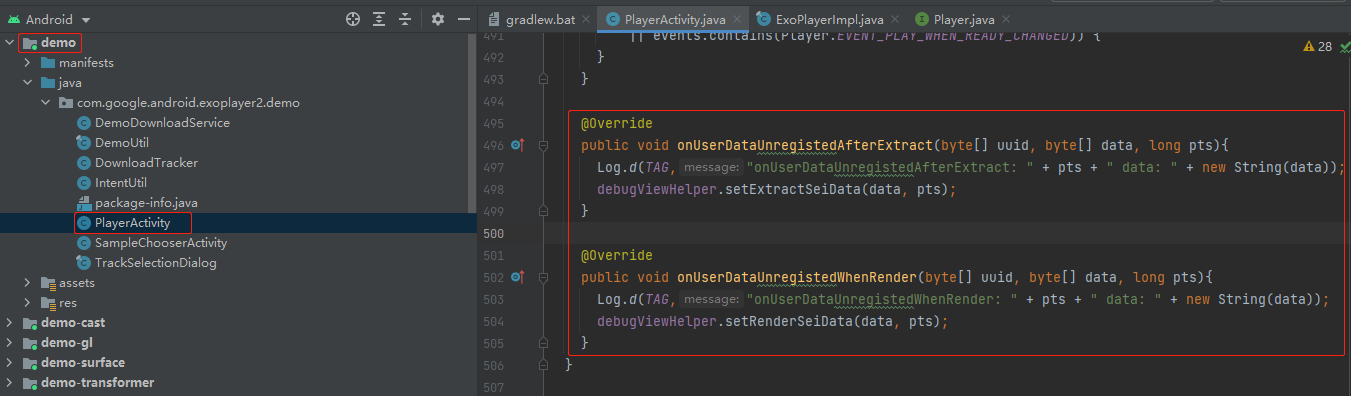 Android
gradlew.bat
PlayerActivity.java
ExoPlayerImpl.java
Player.java
demo
manifests
java
com.google.android.exoplayer2.demo
DemoDownloadService
DemoUtil
DownloadTracker
IntentUtil
package-info.java
PlayerActivity
SampleChooserActivity
TrackSelectionDialog
assets
res
demo-cast
demo-gl
demo-surface
demo-transformer
28
491 || events.contains(Player.EVENT_PLAY_WHEN_READY_CHANGED)) {
492 }
493 }
494
495 @Override
496 public void onUserDataUnregistedAfterExtract(byte[] uuid, byte[] data, long pts){
497 Log.d(TAG, message: "onUserDataUnregistedAfterExtract: " + pts + " data: " + new String(data));
498 debugViewHelper.setExtractSeiData(data, pts);
499 }
500
501 @Override
502 public void onUserDataUnregistedWhenRender(byte[] uuid, byte[] data, long pts){
503 Log.d(TAG, message: "onUserDataUnregistedWhenRender: " + pts + " data: " + new String(data));
504 debugViewHelper.setRenderSeiData(data, pts);
505 }
506 }
507